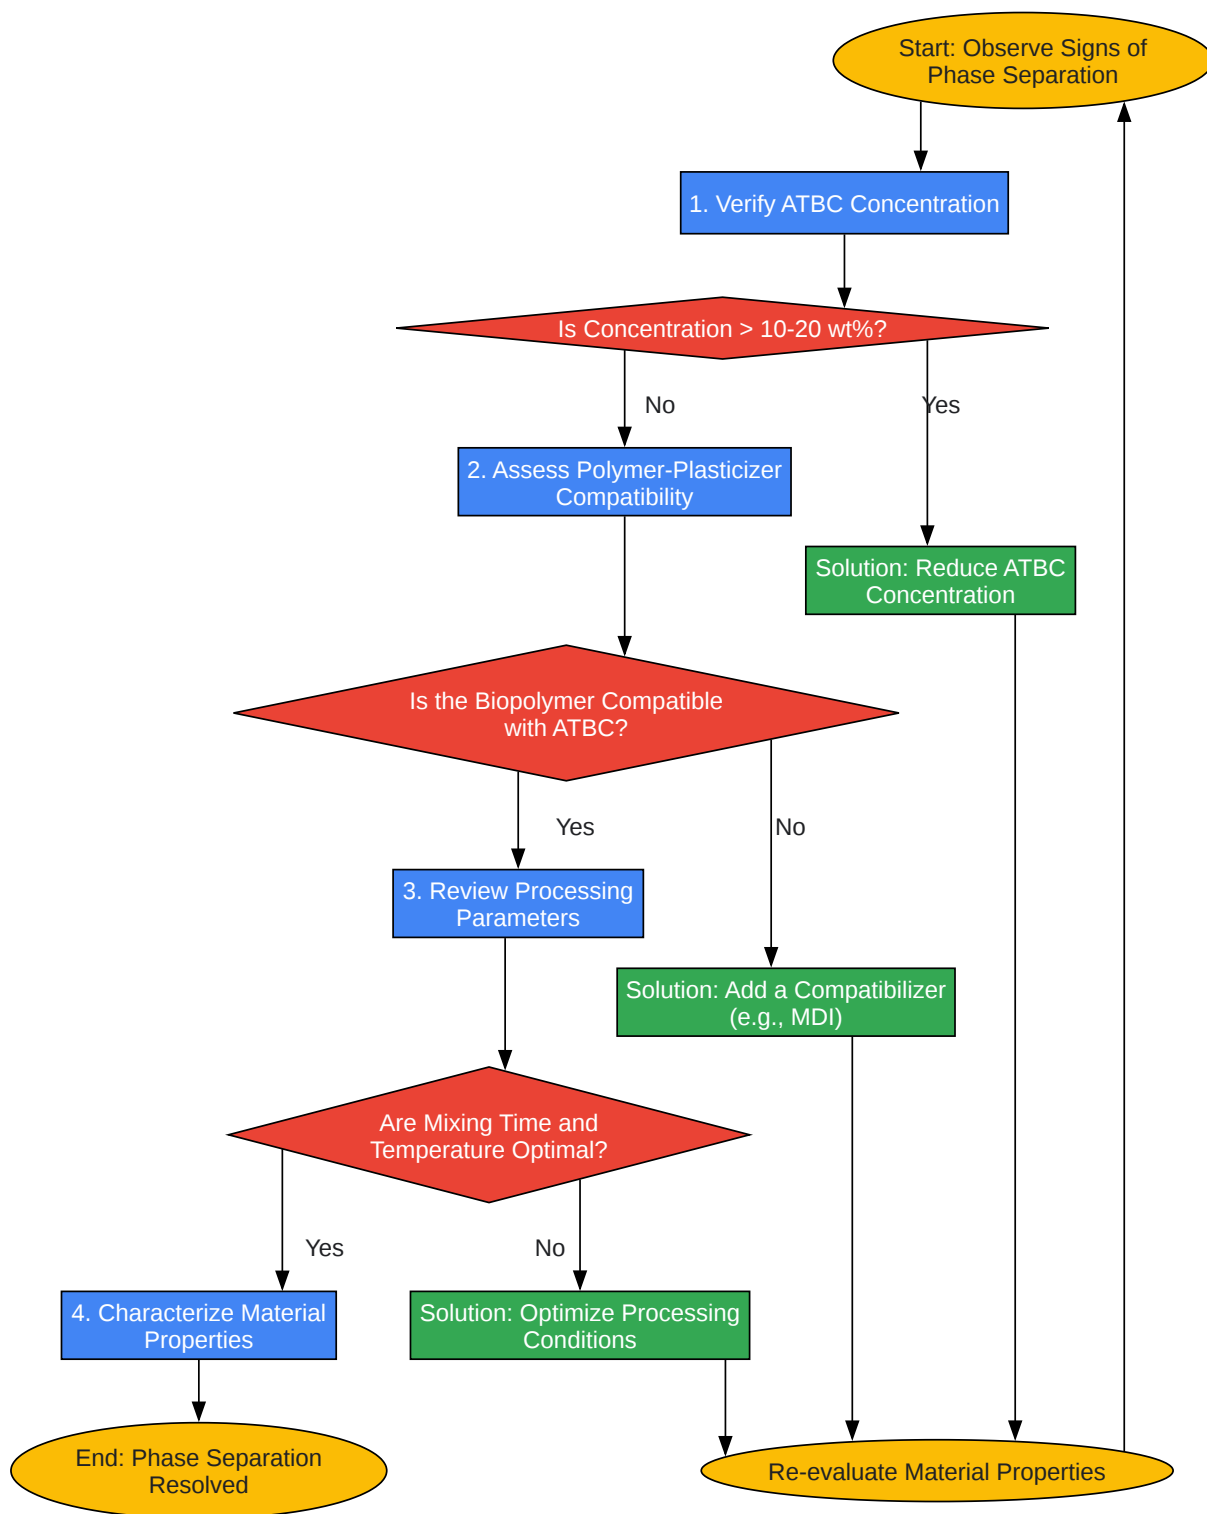 Start: Observe Signs of
Phase Separation
1. Verify ATBC Concentration
Is Concentration > 10-20 wt%?
No
Yes
2. Assess Polymer-Plasticizer
Compatibility
Solution: Reduce ATBC
Concentration
Is the Biopolymer Compatible
with ATBC?
Yes
No
3. Review Processing
Parameters
Solution: Add a Compatibilizer
(e.g., MDI)
Are Mixing Time and
Temperature Optimal?
Yes
No
4. Characterize Material
Properties
Solution: Optimize Processing
Conditions
End: Phase Separation
Resolved
Re-evaluate Material Properties